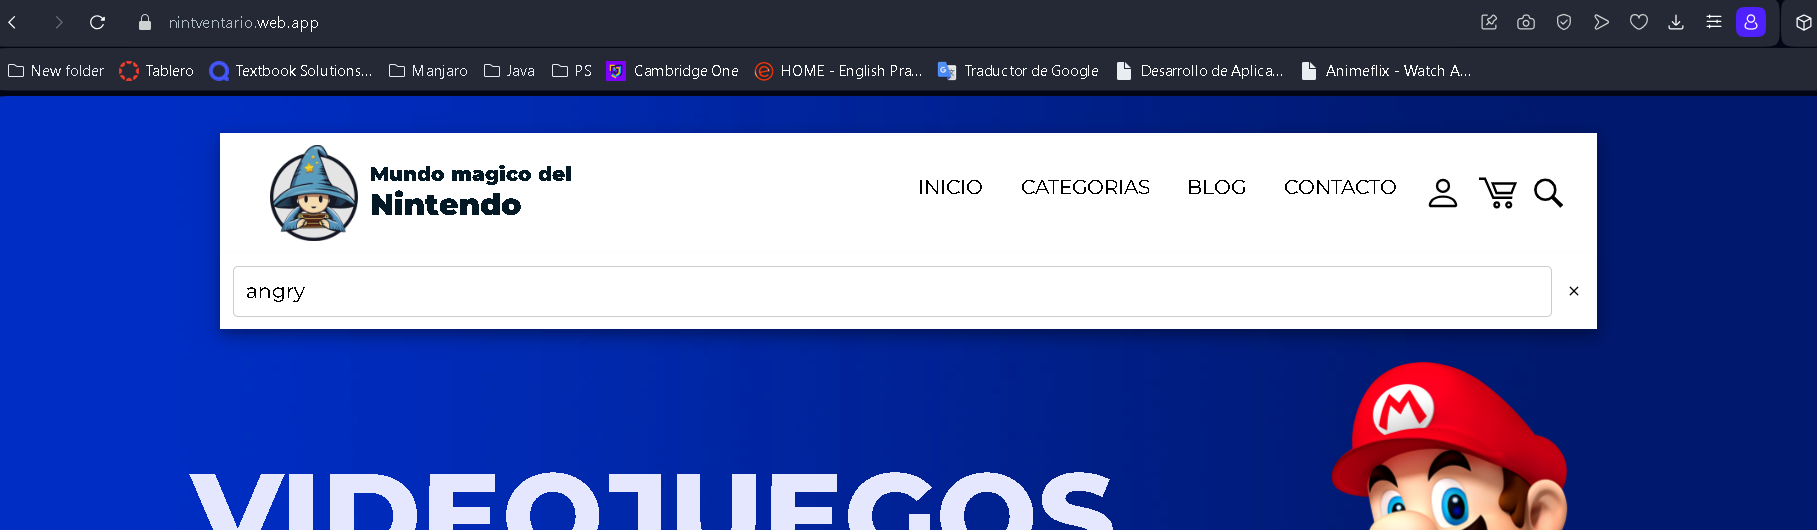 nintventario.web.app
New folder Tablero Textbook Solutions... Manjaro Java PS Cambridge One HOME - English Pra... Traductor de Google Desarrollo de Aplica... Animeflix - Watch A...
Mundo magico del
Nintendo
INICIO CATEGORIAS BLOG CONTACTO
angry
×
VIDEOJUEGOS
M